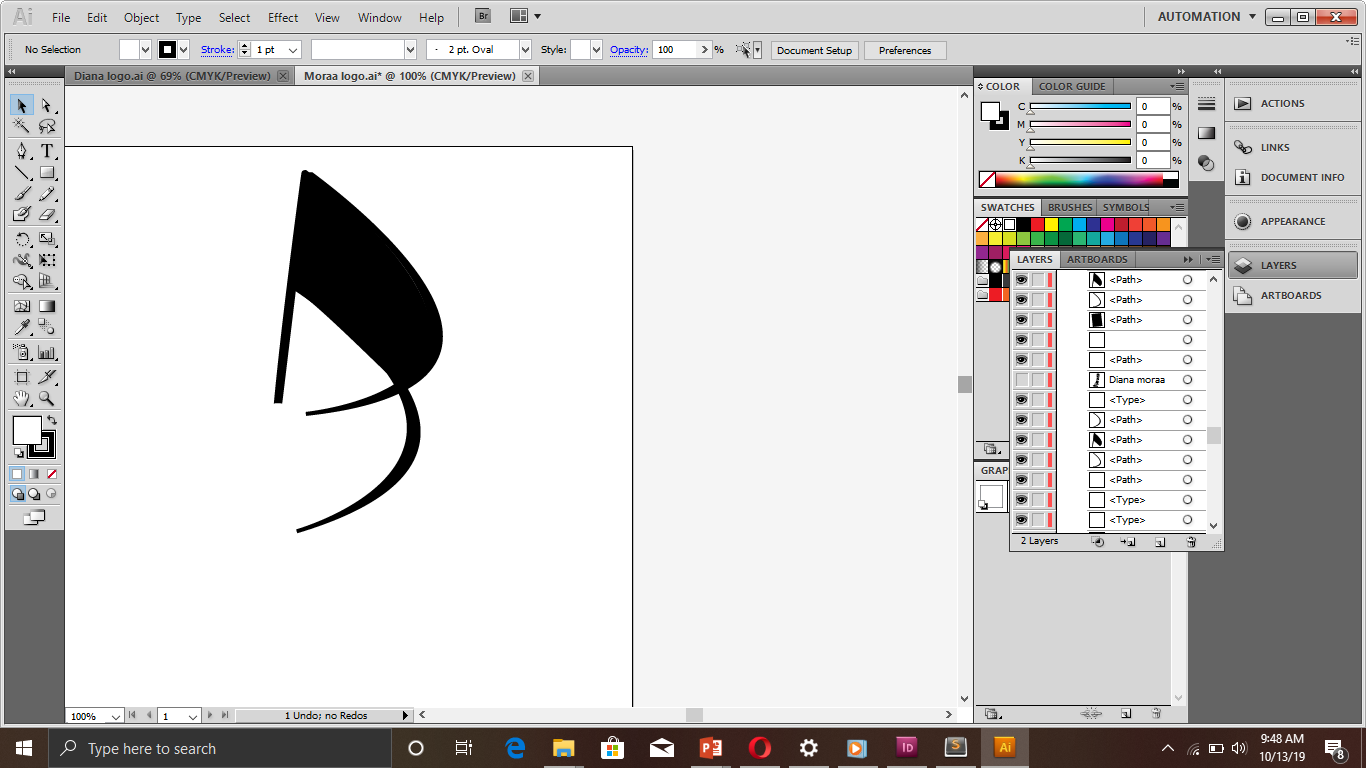 Ai File Edit Object Type Select Effect View Window Help Br AUTOMATION
No Selection Stroke: 1 pt 2 pt. Oval Style: Opacity: 100 % Document Setup Preferences
Diana logo.ai @ 69% (CMYK/Preview) Moraa logo.ai* @ 100% (CMYK/Preview)
COLOR COLOR GUIDE
C 0 %
M 0 %
Y 0 %
K 0 %
SWATCHES BRUSHES SYMBOLS
LAYERS ARTBOARDS
<Path>
<Path>
<Path>
<Path>
Diana moraa
<Type>
<Path>
<Path>
<Path>
<Path>
<Type>
<Type>
2 Layers
GRAP
ACTIONS
LINKS
DOCUMENT INFO
APPEARANCE
LAYERS
ARTBOARDS
T
100% 1 1 Undo; no Redos
Type here to search
Id S Ai
9:48 AM
10/13/19
8